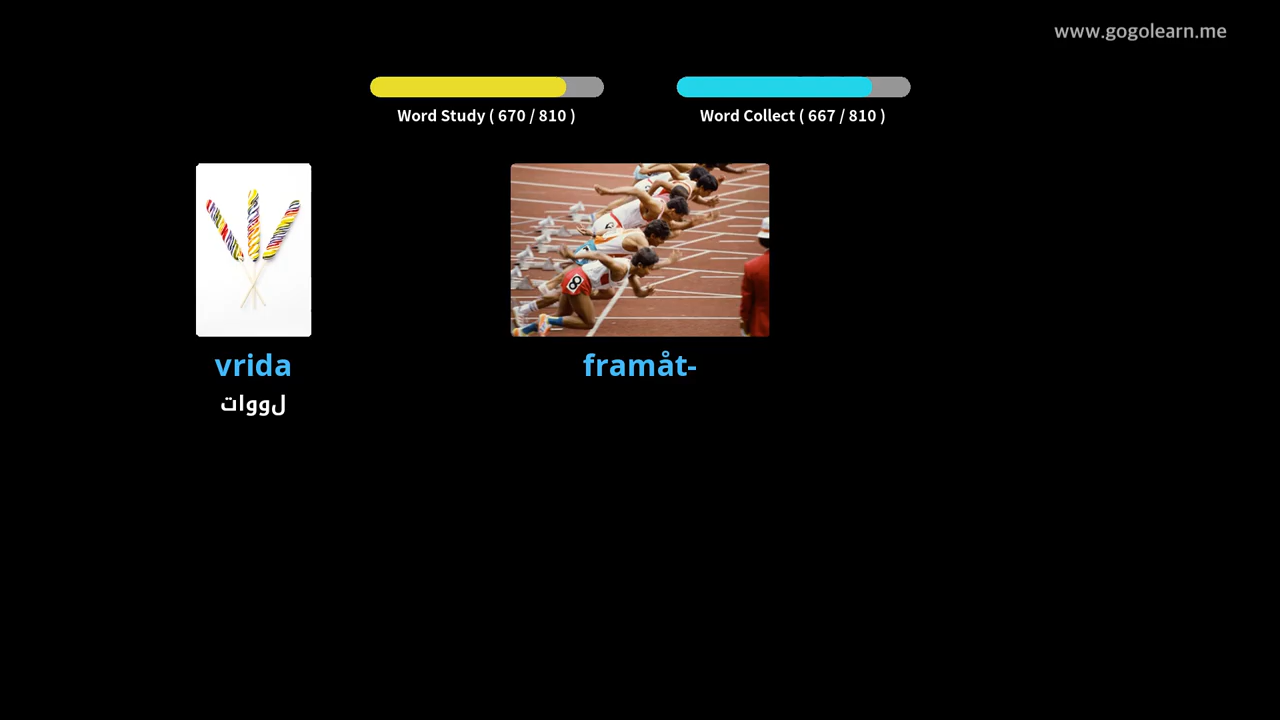 www.gogolearn.me
Word Study ( 670 / 810 )
Word Collect ( 667 / 810 )
vrida
لووات
framåt-